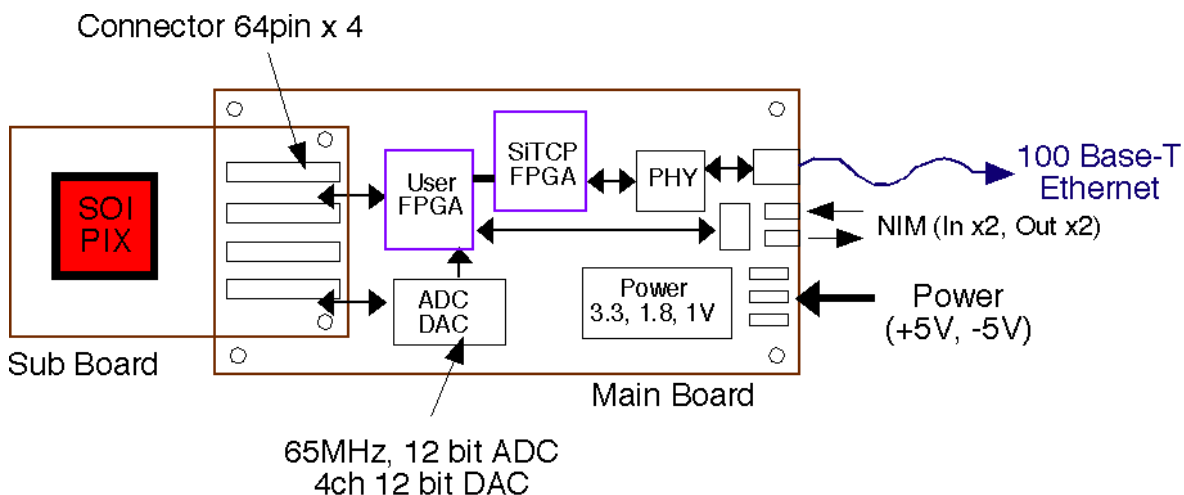 Connector 64pin x 4
SOI
PIX
User
FPGA
SiTCP
FPGA
PHY
100 Base-T
Ethernet
NIM (In x2, Out x2)
ADC
DAC
Power
3.3, 1.8, 1V
Power
(+5V, -5V)
Sub Board
Main Board
65MHz, 12 bit ADC
4ch 12 bit DAC